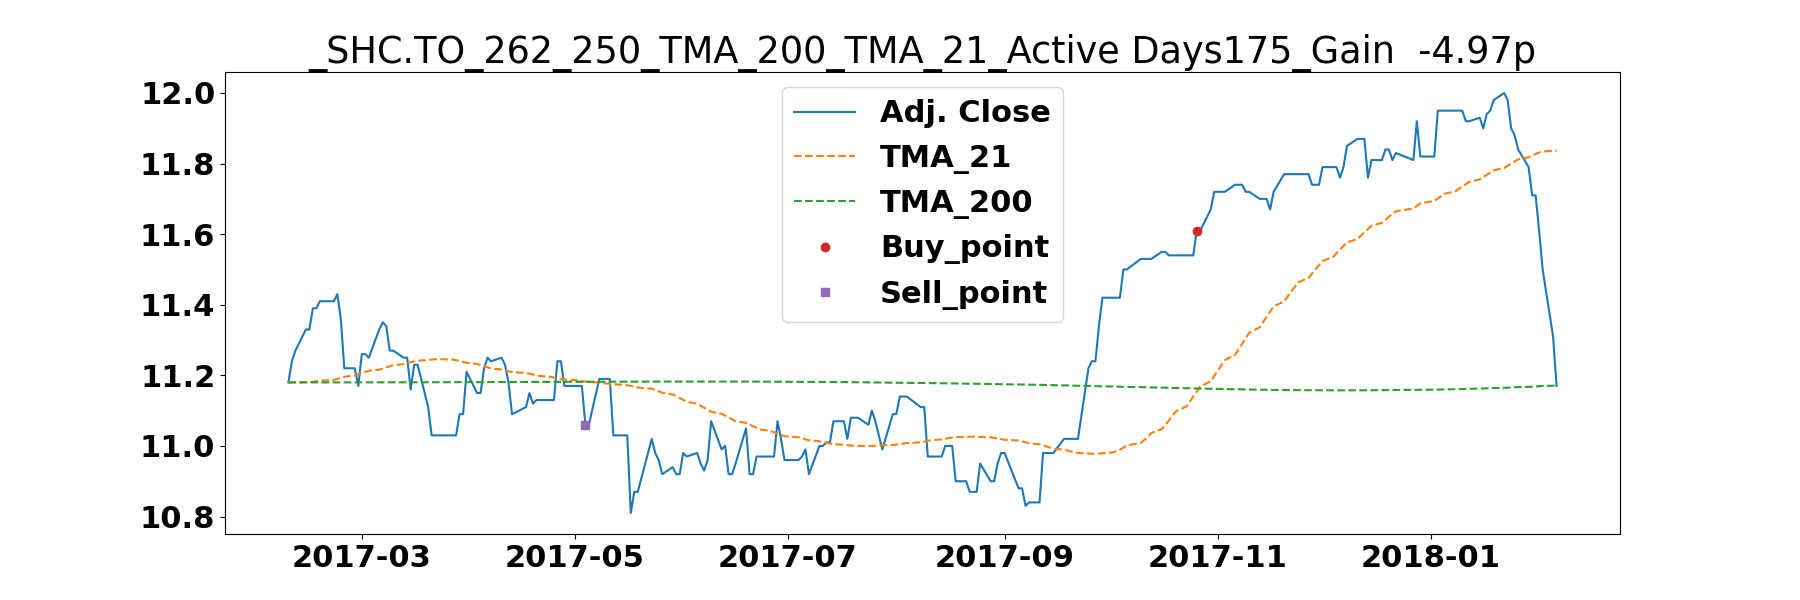 _SHC.TO_262_250_TMA_200_TMA_21_Active Days175_Gain  -4.97p
12.0
11.8
11.6
11.4
11.2
11.0
10.8
Adj. Close
TMA_21
TMA_200
Buy_point
Sell_point
2017-03 2017-05 2017-07 2017-09 2017-11 2018-01